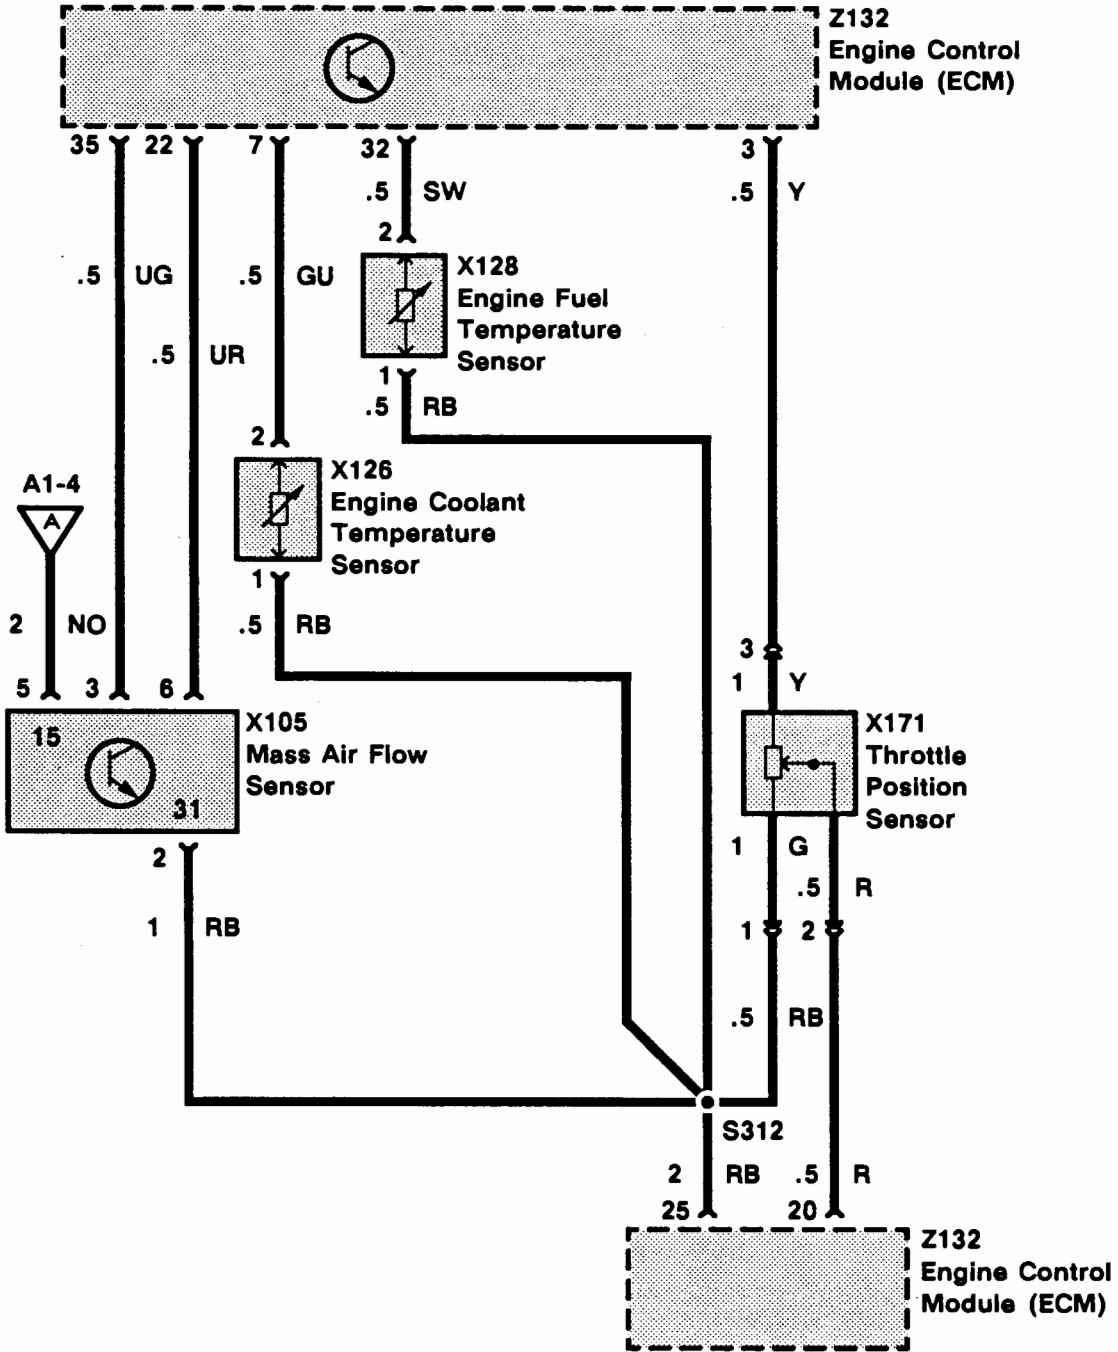 Z132
Engine Control
Module (ECM)
35 22 7 32 3
.5 SW .5 Y
2
.5 UG .5 GU
X128
Engine Fuel
Temperature
Sensor
.5 UR
1
.5 RB
2
X126
Engine Coolant
Temperature
Sensor
A1-4
A
1
2 NO .5 RB
3
1 Y
5 3 6
15
31
X105
Mass Air Flow
Sensor
X171
Throttle
Position
Sensor
2
1 G
.5 R
1 RB
1 2
.5 RB
S312
2 RB .5 R
25 20
Z132
Engine Control
Module (ECM)